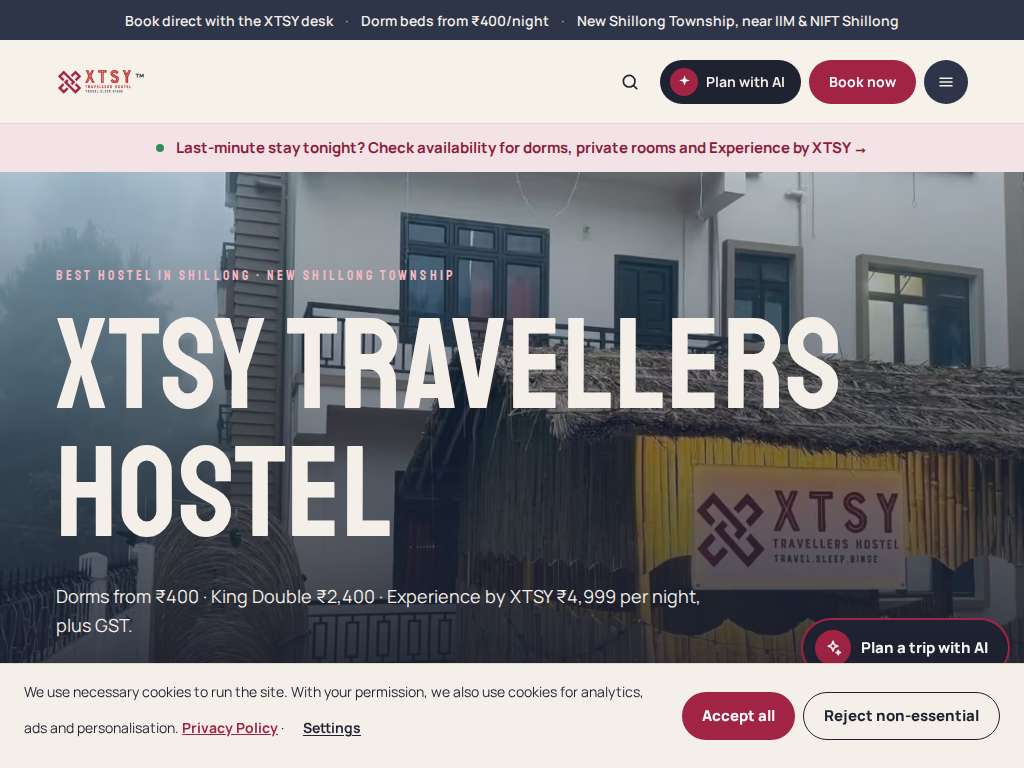 Book direct with the XTSY desk · Dorm beds from ₹400/night · New Shillong Township, near IIM & NIFT Shillong
XTSY™
TRAVELLERS HOSTEL
TRAVEL.SLEEP.BINGE
Plan with AI
Book now
Last-minute stay tonight? Check availability for dorms, private rooms and Experience by XTSY →
BEST HOSTEL IN SHILLONG · NEW SHILLONG TOWNSHIP
XTSY TRAVELLERS
HOSTEL
XTSY
TRAVELLERS HOSTEL
TRAVEL.SLEEP.BINGE
Dorms from ₹400 · King Double ₹2,400 · Experience by XTSY ₹4,999 per night,
plus GST.
Plan a trip with AI
We use necessary cookies to run the site. With your permission, we also use cookies for analytics,
ads and personalisation. Privacy Policy · Settings
Accept all
Reject non-essential